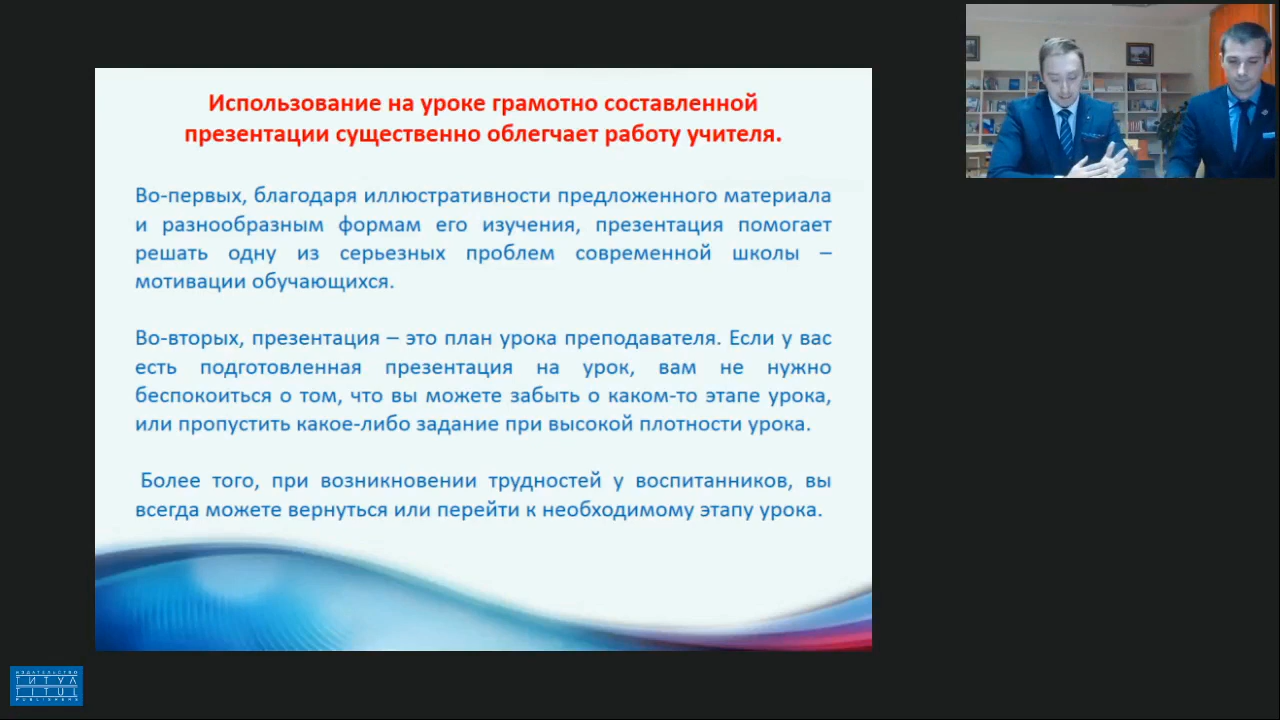 Использование на уроке грамотно составленной
презентации существенно облегчает работу учителя.
Во-первых, благодаря иллюстративности предложенного материала
и разнообразным формам его изучения, презентация помогает
решать одну из серьезных проблем современной школы –
мотивации обучающихся.
Во-вторых, презентация – это план урока преподавателя. Если у вас
есть подготовленная презентация на урок, вам не нужно
беспокоиться о том, что вы можете забыть о каком-то этапе урока,
или пропустить какое-либо задание при высокой плотности урока.
Более того, при возникновении трудностей у воспитанников, вы
всегда можете вернуться или перейти к необходимому этапу урока.
ИЗДАТЕЛЬСТВО
ТИТУЛ
TITUL
PUBLISHERS